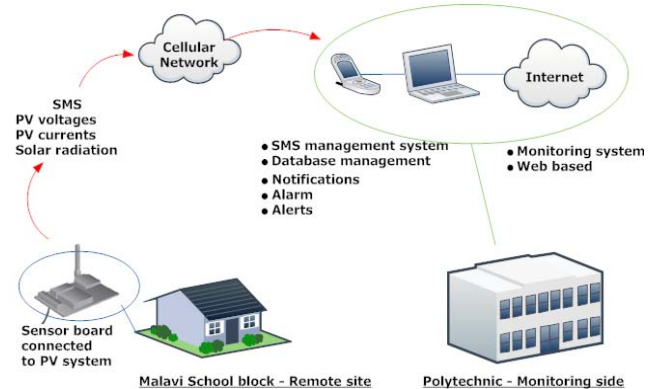 Cellular
Network
Internet
SMS
PV voltages
PV currents
Solar radiation
● SMS management system
● Database management
● Notifications
● Alarm
● Alerts
● Monitoring system
● Web based
Sensor board
connected
to PV system
Malavi School block - Remote site
Polytechnic - Monitoring side